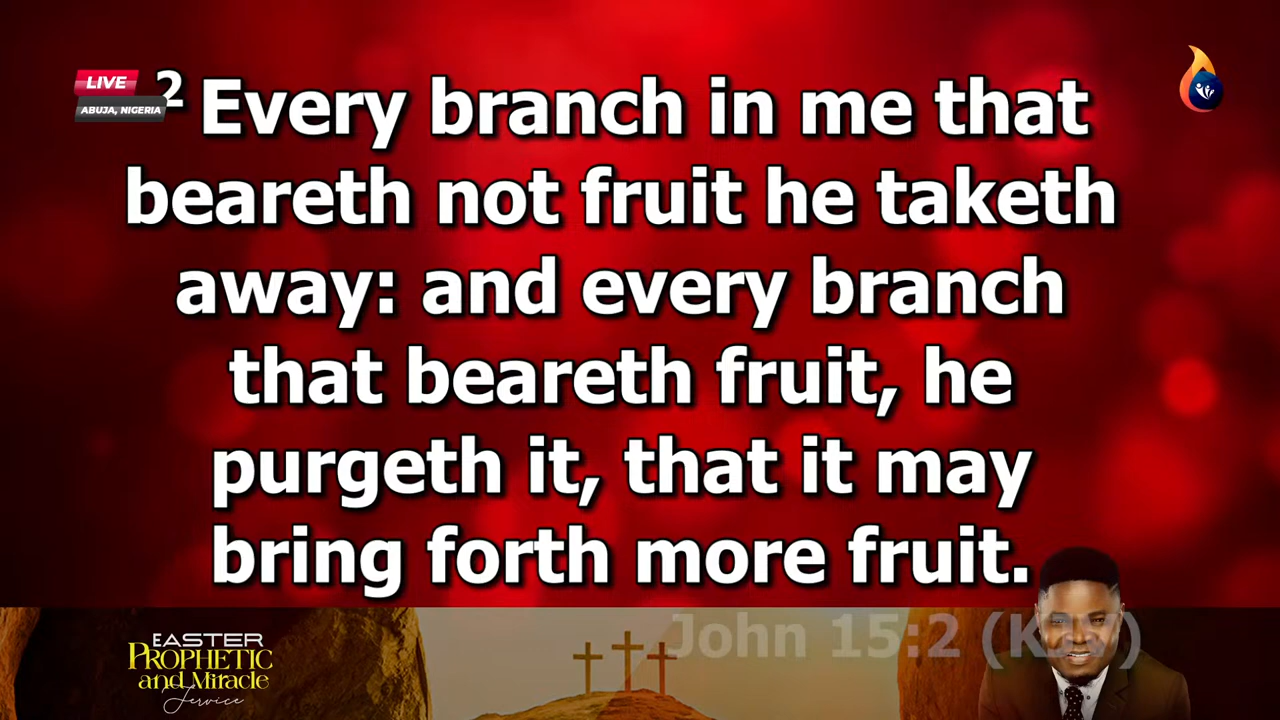 LIVE
ABUJA, NIGERIA
2 Every branch in me that
beareth not fruit he taketh
away: and every branch
that beareth fruit, he
purgeth it, that it may
bring forth more fruit.
John 15:2 (KJV)
EASTER
PROPHETIC
and Miracle
Service